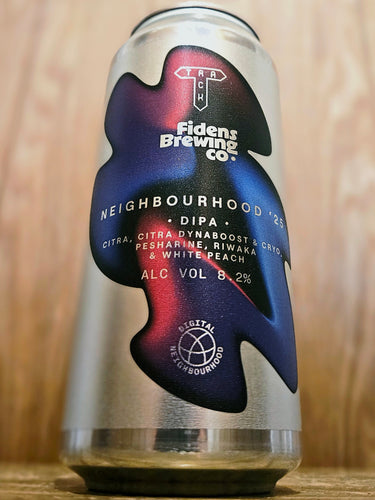 TRACK
Fidens
Brewing
co.
NEIGHBOURHOOD '25
• DIPA •
CITRA, CITRA DYNABOOST & CRYO,
PESHARINE, RIWAKA
& WHITE PEACH
ALC VOL 8.2%
DIGITAL
NEIGHBOURHOOD